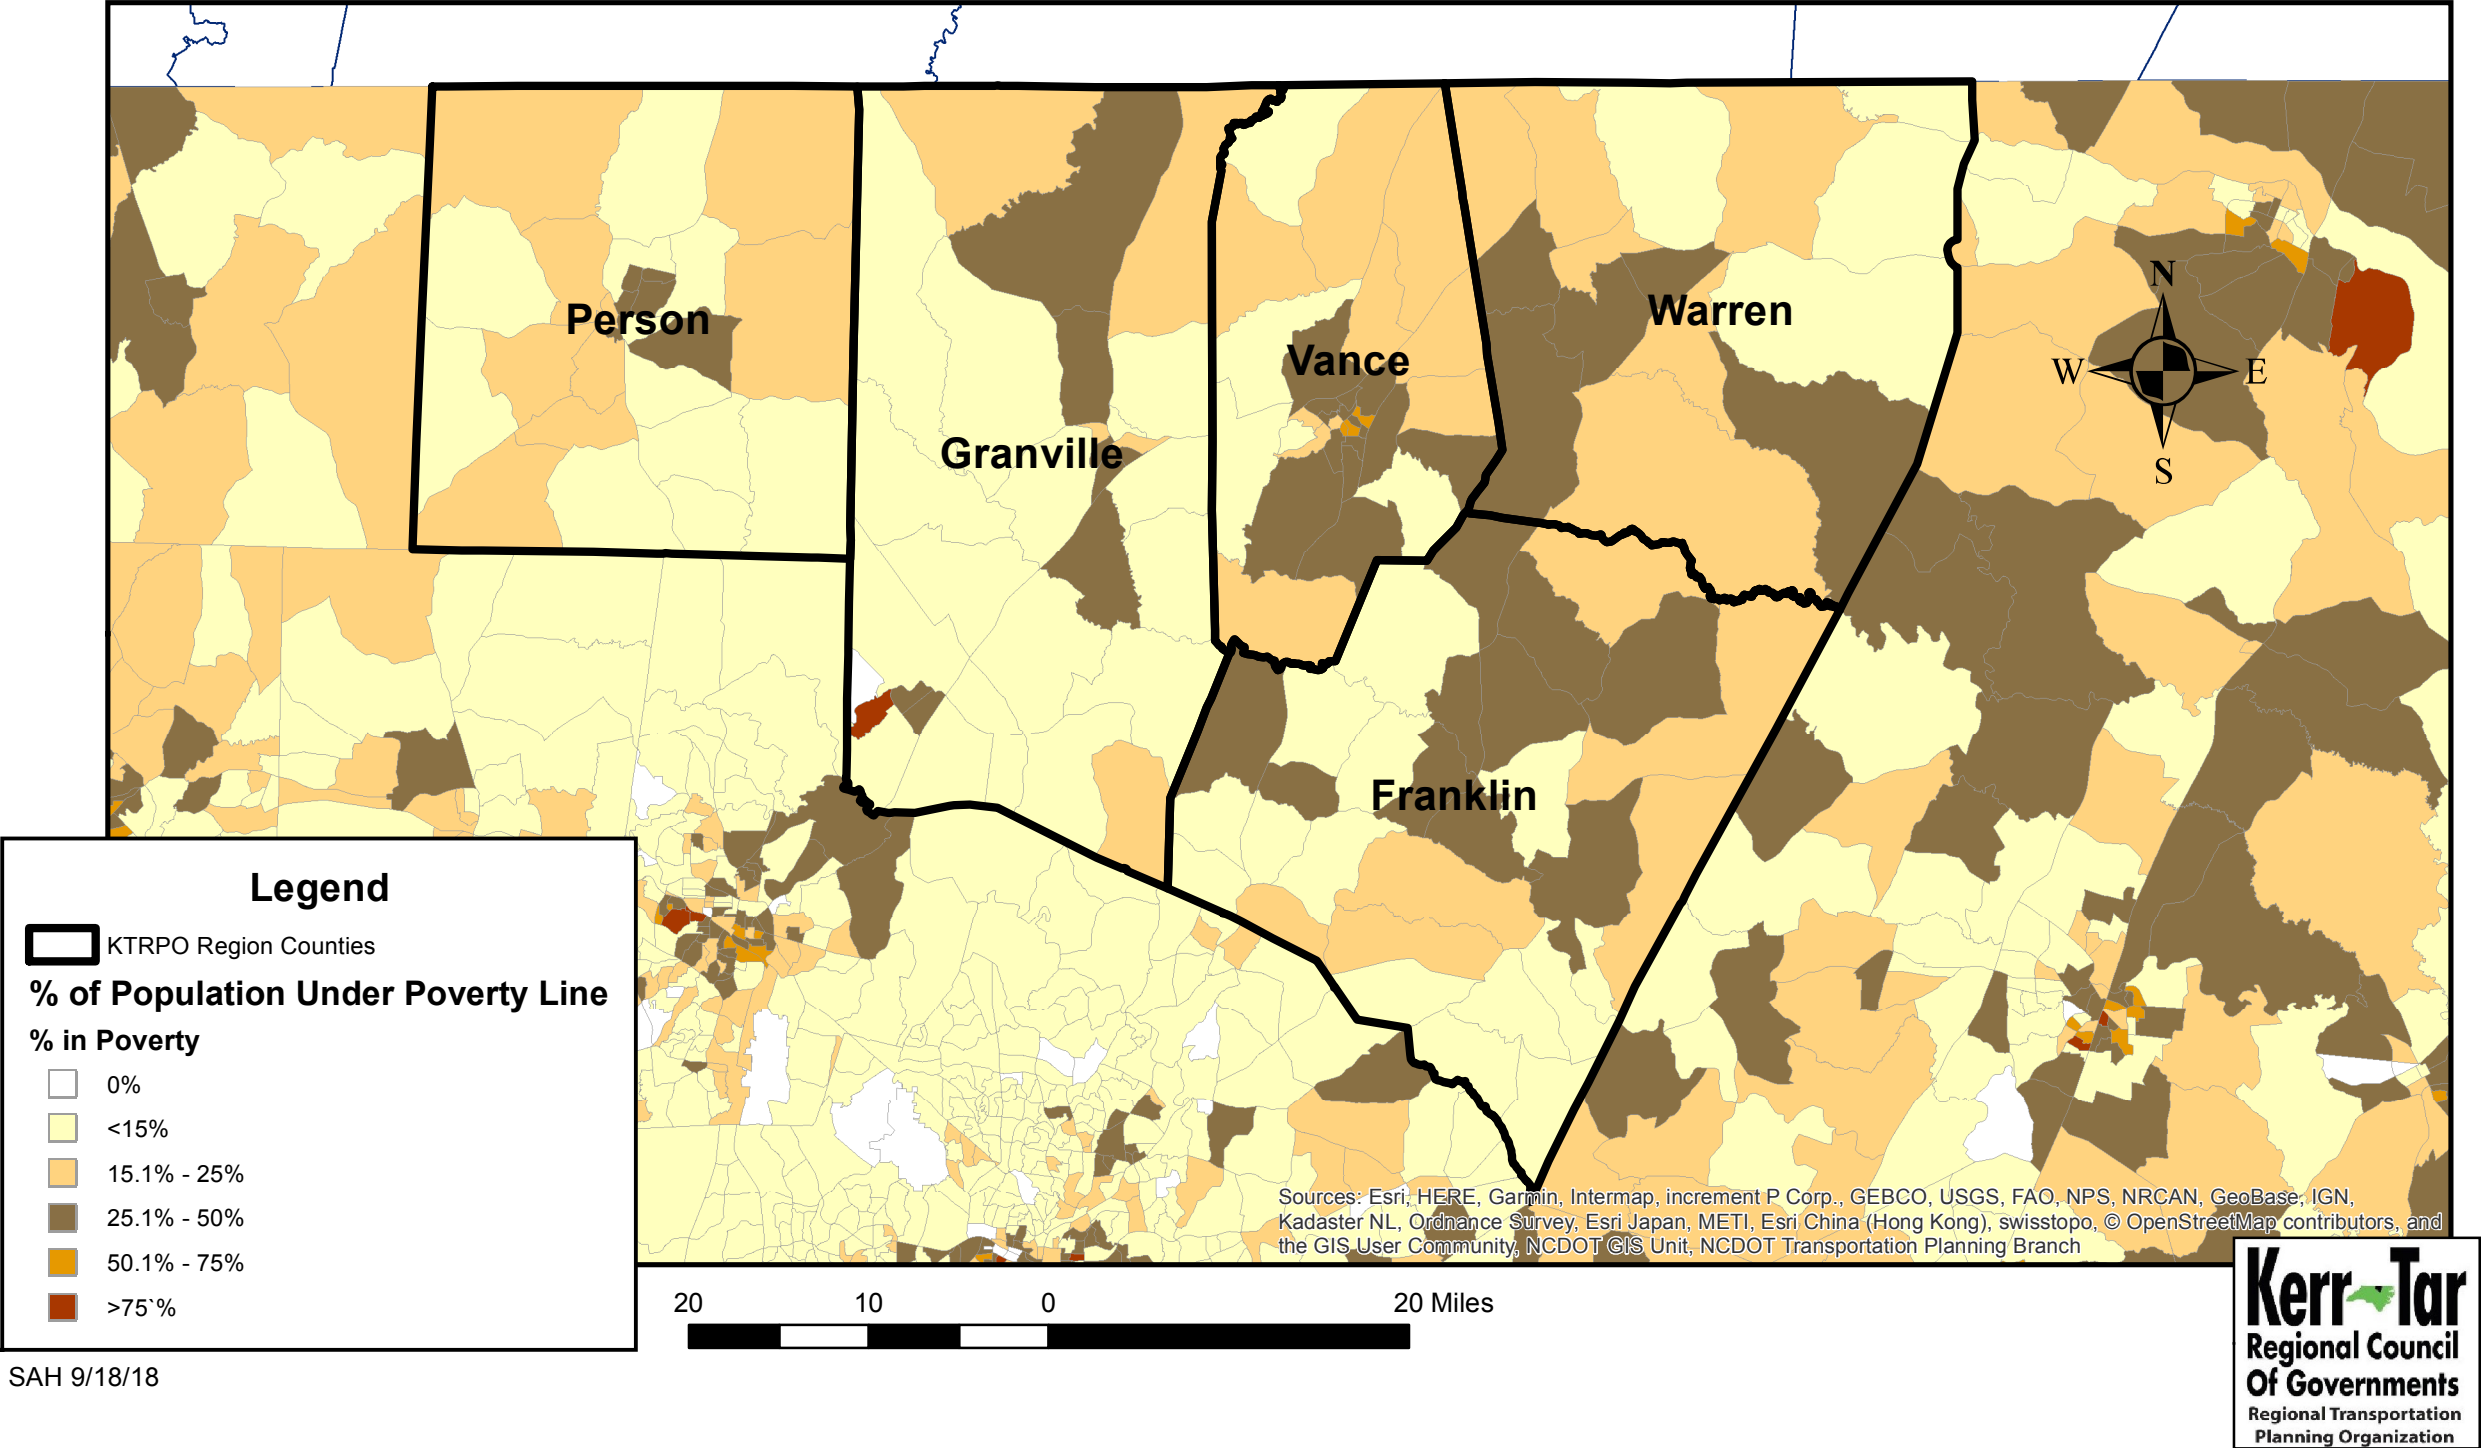 N
W E
S
Person
Warren
Vance
Granville
Franklin
Legend
KTRPO Region Counties
% of Population Under Poverty Line
% in Poverty
0%
<15%
15.1% - 25%
25.1% - 50%
50.1% - 75%
>75`%
Sources: Esri, HERE, Garmin, Intermap, increment P Corp., GEBCO, USGS, FAO, NPS, NRCAN, GeoBase, IGN,
Kadaster NL, Ordnance Survey, Esri Japan, METI, Esri China (Hong Kong), swisstopo, © OpenStreetMap contributors, and
the GIS User Community, NCDOT GIS Unit, NCDOT Transportation Planning Branch
20 10 0 20 Miles
SAH 9/18/18
Kerr Tar
Regional Council
Of Governments
Regional Transportation
Planning Organization